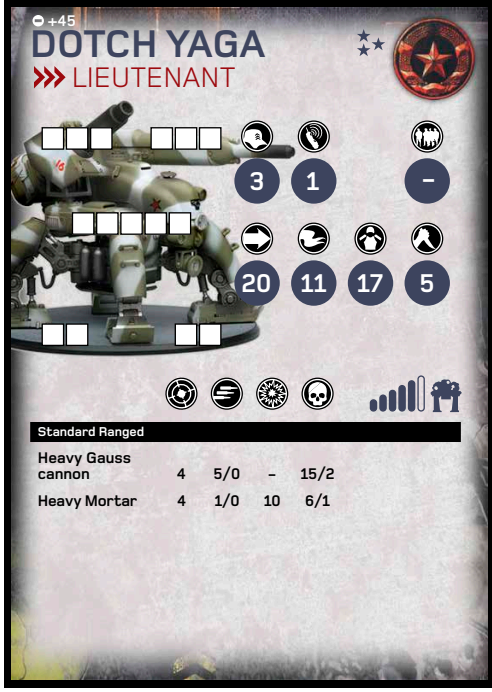 +45
DOTCH YAGA
LIEUTENANT
3 1 –
20 11 17 5
Standard Ranged
Heavy Gauss
cannon 4 5/0 – 15/2
Heavy Mortar 4 1/0 10 6/1